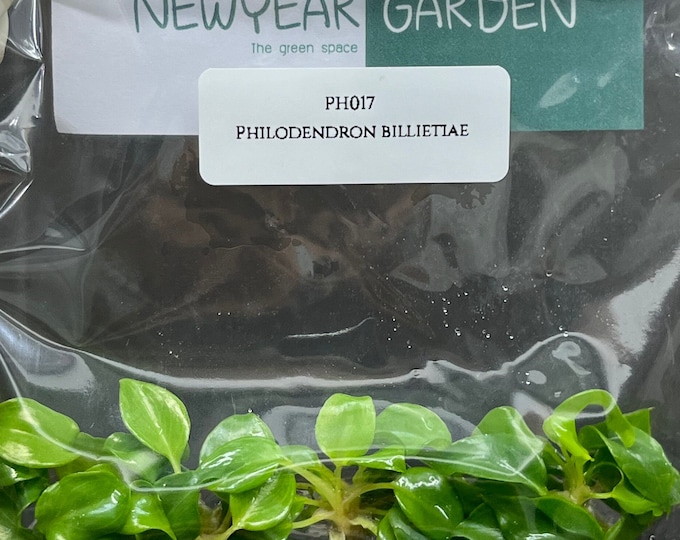 NEWYEAR GARDEN
The green space
PH017
PHILODENDRON BILLIETIAE